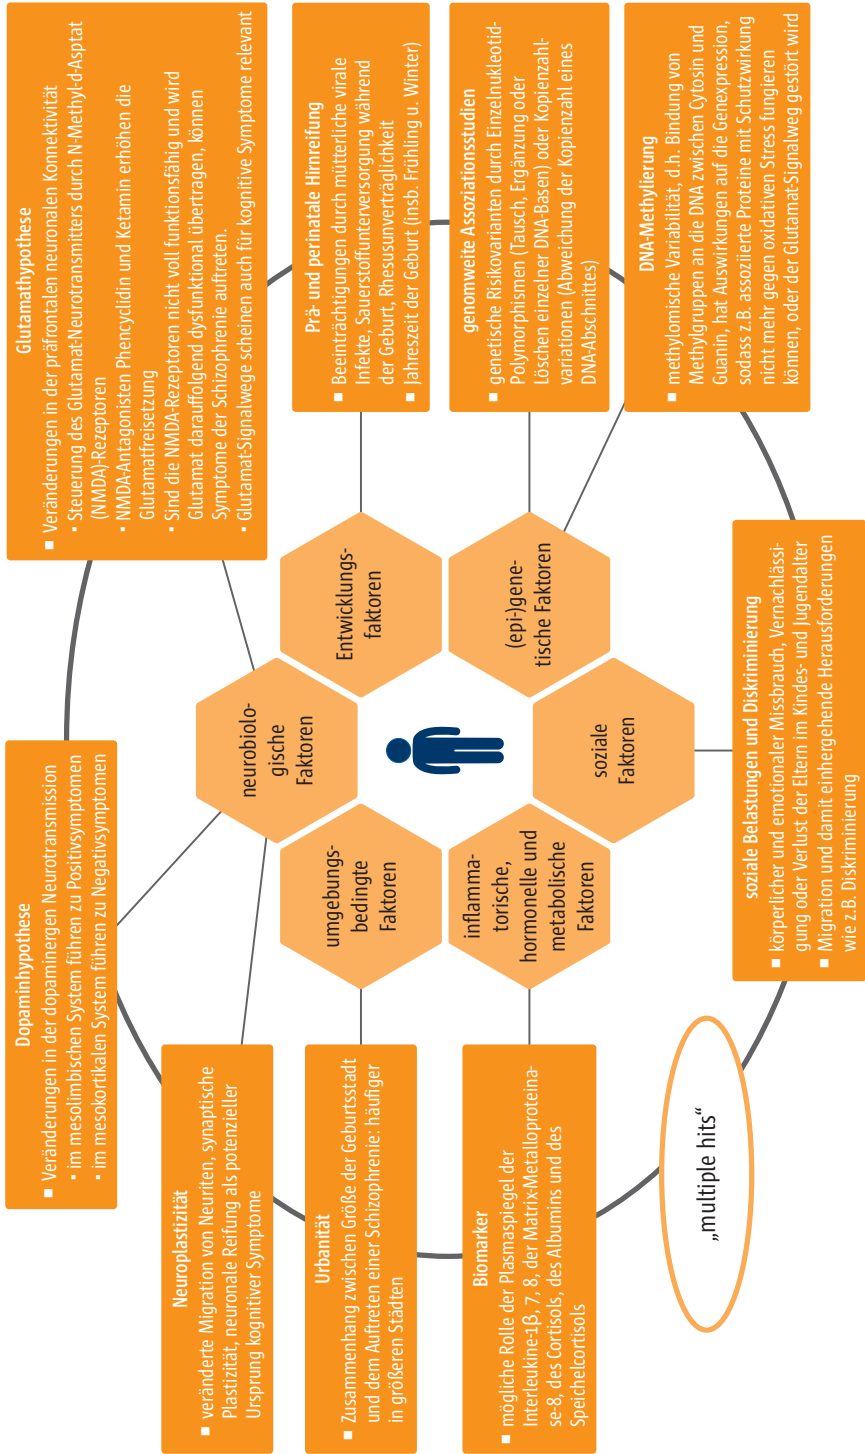 Dopaminhypothese
■ Veränderungen in der dopaminergen Neurotransmission
▪ im mesolimbischen System führen zu Positivsymptomen
▪ im mesokortikalen System führen zu Negativsymptomen
Glutamathypothese
■ Veränderungen in der präfrontalen neuronalen Konnektivität
▪ Steuerung des Glutamat-Neurotransmitters durch N-Methyl-d-Asptat
(NMDA)-Rezeptoren
▪ NMDA-Antagonisten Phencyclidin und Ketamin erhöhen die
Glutamatfreisetzung
▪ Sind die NMDA-Rezeptoren nicht voll funktionsfähig und wird
Glutamat darauffolgend dysfunktional übertragen, können
Symptome der Schizophrenie auftreten.
▪ Glutamat-Signalwege scheinen auch für kognitive Symptome relevant
Neuroplastizität
■ veränderte Migration von Neuriten, synaptische
Plastizität, neuronale Reifung als potenzieller
Ursprung kognitiver Symptome
Urbanität
■ Zusammenhang zwischen Größe der Geburtsstadt
und dem Auftreten einer Schizophrenie: häufiger
in größeren Städten
Biomarker
■ mögliche Rolle der Plasmaspiegel der
Interleukine-1β, 7, 8, der Matrix-Metalloproteina-
se-8, des Cortisols, des Albumins und des
Speichelcortisols
neurobiolo-
gische
Faktoren
umgebungs-
bedingte
Faktoren
Entwicklungs-
faktoren
inflamma-
torische,
hormonelle und
metabolische
Faktoren
(epi-)gene-
tische Faktoren
soziale
Faktoren
Prä- und perinatale Hirnreifung
■ Beeinträchtigungen durch mütterliche virale
Infekte, Sauerstoffunterversorgung während
der Geburt, Rhesusunverträglichkeit
■ Jahreszeit der Geburt (insb. Frühling u. Winter)
genomweite Assoziationsstudien
■ genetische Risikovarianten durch Einzelnukleotid-
Polymorphismen (Tausch, Ergänzung oder
Löschen einzelner DNA-Basen) oder Kopienzahl-
variationen (Abweichung der Kopienzahl eines
DNA-Abschnittes)
DNA-Methylierung
■ methylomische Variabilität, d.h. Bindung von
Methylgruppen an die DNA zwischen Cytosin und
Guanin, hat Auswirkungen auf die Genexpression,
sodass z.B. assoziierte Proteine mit Schutzwirkung
nicht mehr gegen oxidativen Stress fungieren
können, oder der Glutamat-Signalweg gestört wird
soziale Belastungen und Diskriminierung
■ körperlicher und emotionaler Missbrauch, Vernachlässi-
gung oder Verlust der Eltern im Kindes- und Jugendalter
■ Migration und damit einhergehende Herausforderungen
wie z.B. Diskriminierung
„multiple hits“